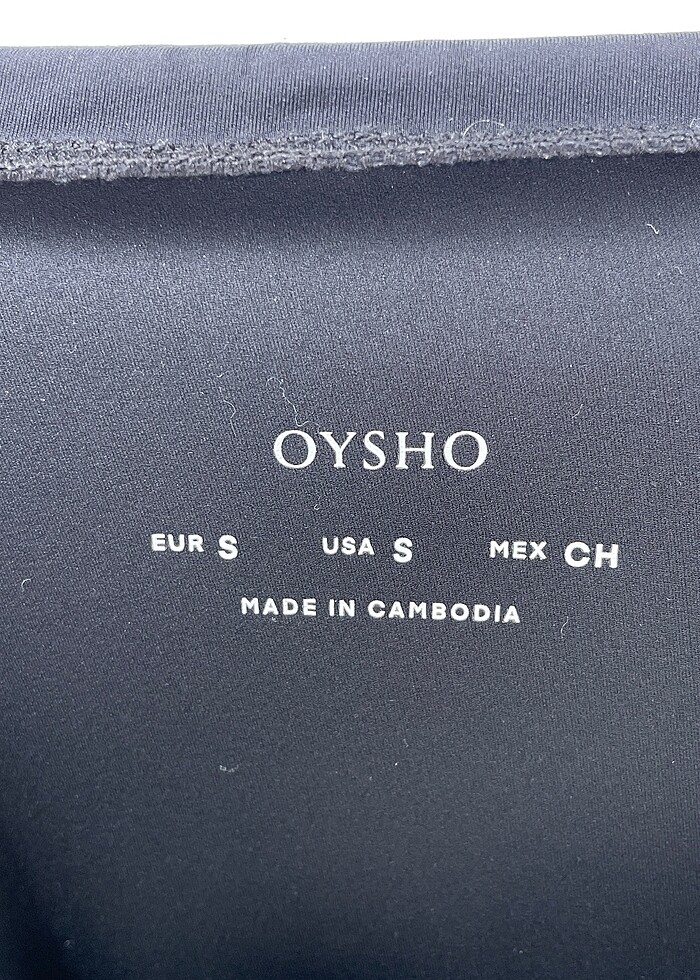 OYSHO
EUR S USA S MEX CH
MADE IN CAMBODIA